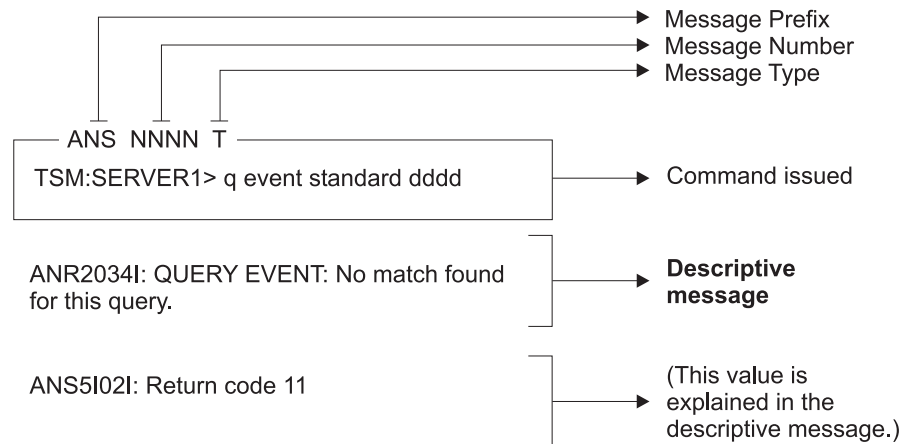 Message Prefix
Message Number
Message Type
ANS NNNN T
TSM:SERVER1> q event standard dddd
Command issued
ANR2034I: QUERY EVENT: No match found
for this query.
Descriptive
message
ANS5I02I: Return code 11
(This value is
explained in the
descriptive message.)